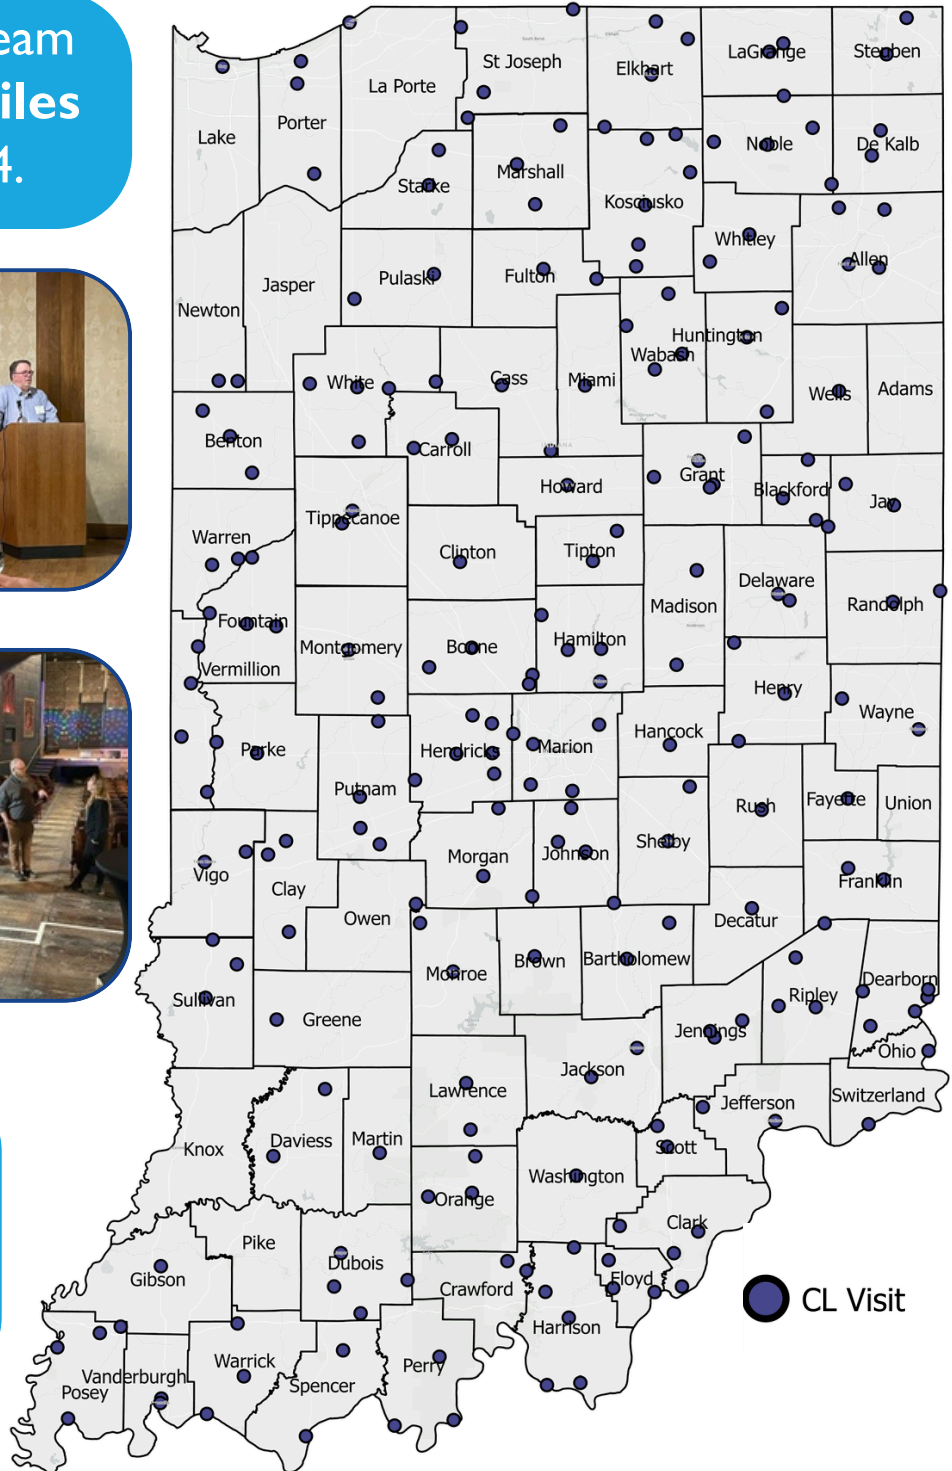 eam
iles
4.
St Joseph
LaGrange
Steuben
Elkhart
La Porte
Porter
Lake
Noble
De Kalb
Marshall
Starke
Kosciusko
Whitley
Allen
Pulaski
Fulton
Jasper
Newton
Huntington
Wabash
White
Cass
Miami
Wells
Adams
Benton
Carroll
Grant
Howard
Blackford
Jay
Tippecanoe
Warren
Clinton
Tipton
Delaware
Madison
Randolph
Fountain
Montgomery
Boone
Hamilton
Vermillion
Henry
Wayne
Hancock
Parke
Hendricks
Marion
Putnam
Rush
Fayette
Union
Shelby
Morgan
Johnson
Vigo
Clay
Franklin
Owen
Decatur
Monroe
Brown
Bartholomew
Dearborn
Sullivan
Ripley
Greene
Jennings
Ohio
Lawrence
Jackson
Jefferson
Switzerland
Knox
Daviess
Martin
Scott
Washington
Orange
Clark
Pike
Dubois
Gibson
Floyd
Crawford
CL Visit
Harrison
Warrick
Perry
Vanderburgh
Spencer
Posey